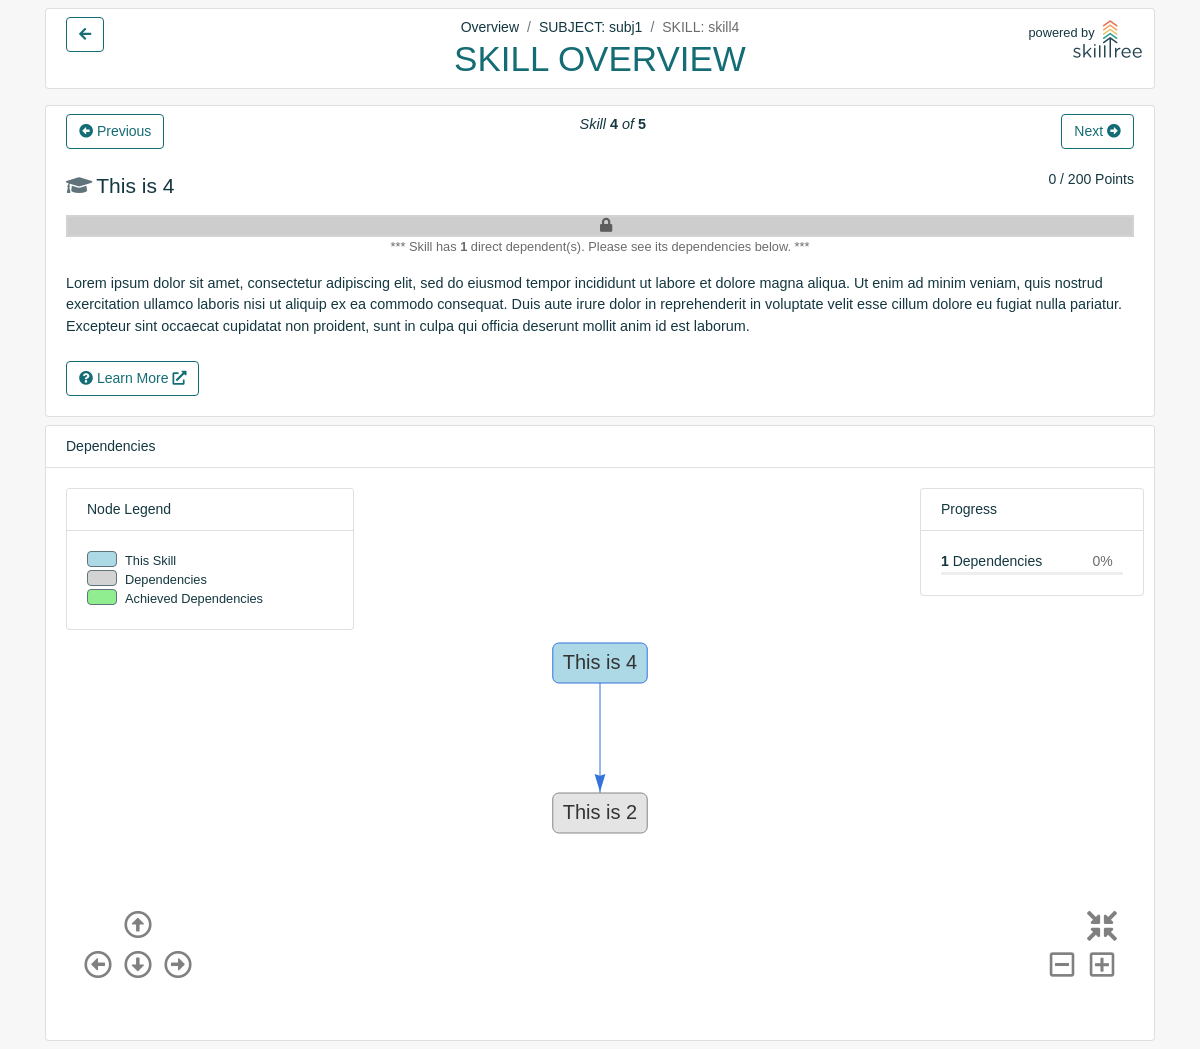 Overview / SUBJECT: subj1 / SKILL: skill4
SKILL OVERVIEW
powered by
skilltree
Previous
Skill 4 of 5
Next
This is 4
0 / 200 Points
*** Skill has 1 direct dependent(s). Please see its dependencies below. ***
Lorem ipsum dolor sit amet, consectetur adipiscing elit, sed do eiusmod tempor incididunt ut labore et dolore magna aliqua. Ut enim ad minim veniam, quis nostrud
exercitation ullamco laboris nisi ut aliquip ex ea commodo consequat. Duis aute irure dolor in reprehenderit in voluptate velit esse cillum dolore eu fugiat nulla pariatur.
Excepteur sint occaecat cupidatat non proident, sunt in culpa qui officia deserunt mollit anim id est laborum.
Learn More
Dependencies
Node Legend
This Skill
Dependencies
Achieved Dependencies
Progress
1 Dependencies 0%
This is 4
This is 2